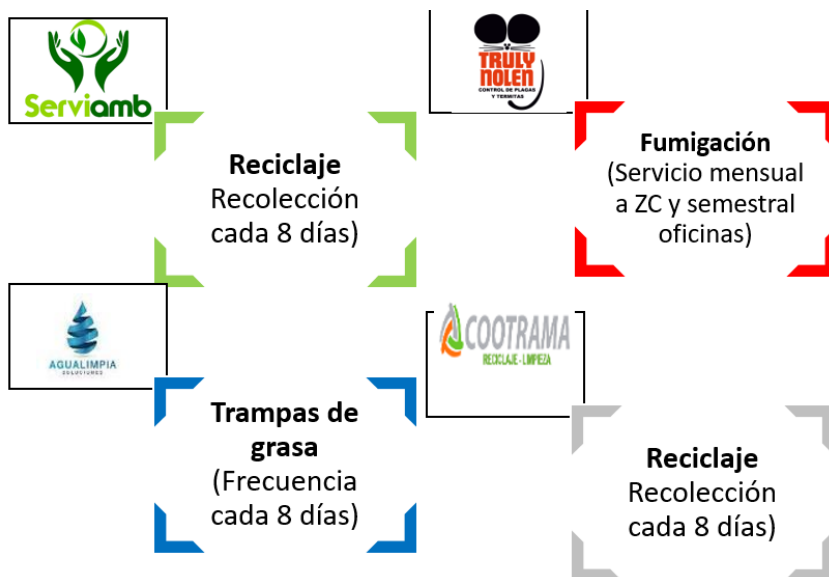 Serviamb
Reciclaje
Recolección
cada 8 días)
TRULY
NOLEN
CONTROL DE PLAGAS
Y TERMITAS
Fumigación
(Servicio mensual
a ZC y semestral
oficinas)
AGUALIMPIA
SOLUCIONES
Trampas de
grasa
(Frecuencia
cada 8 días)
COOTRAMA
RECICLAJE - LIMPIEZA
Reciclaje
Recolección
cada 8 días)